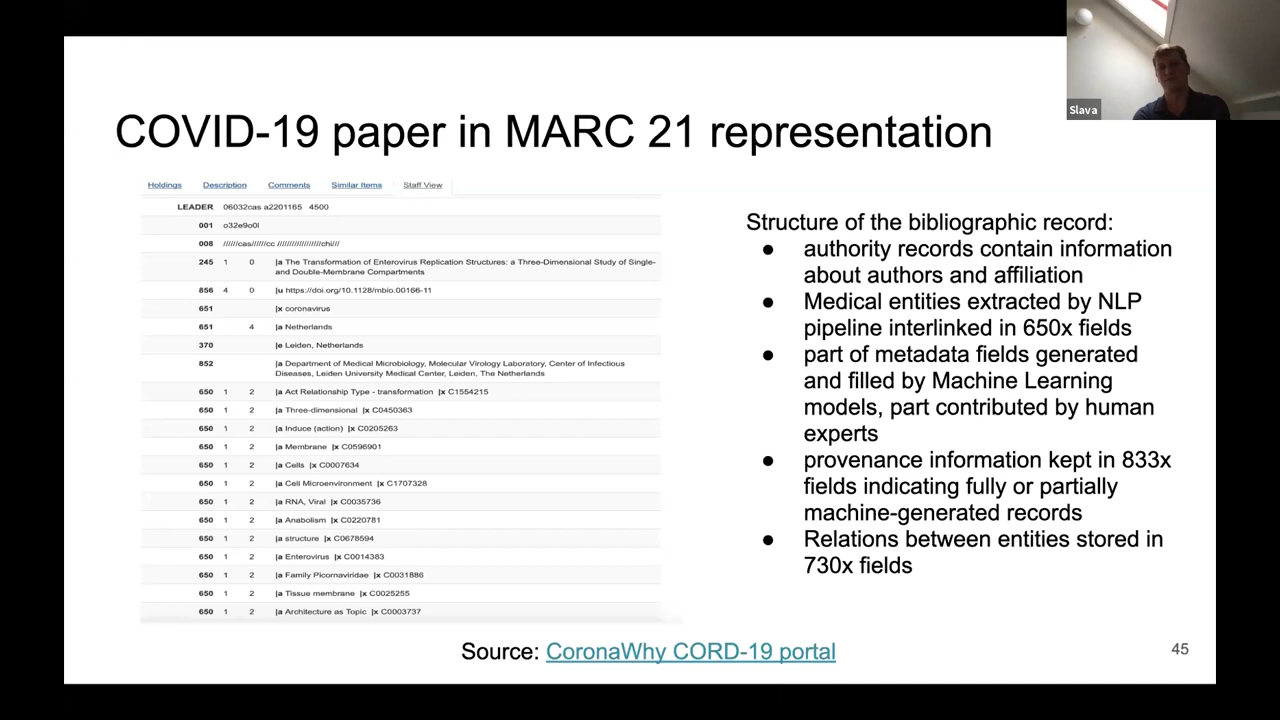 Slava
COVID-19 paper in MARC 21 representation
Holdings Description Comments Similar Items Staff View
LEADER 06032cas a2201165 4500
001 o32e9o0l
008 //////cas//////cc //////////////////chi///
245 1 0 |a The Transformation of Enterovirus Replication Structures: a Three-Dimensional Study of Single-
and Double-Membrane Compartments
856 4 0 |u https://doi.org/10.1128/mbio.00166-11
651 |x coronavirus
651 4 |a Netherlands
370 |e Leiden, Netherlands
852 |a Department of Medical Microbiology, Molecular Virology Laboratory, Center of Infectious
Diseases, Leiden University Medical Center, Leiden, The Netherlands
650 1 2 |a Act Relationship Type - transformation |x C1554215
650 1 2 |a Three-dimensional |x C0450363
650 1 2 |a Induce (action) |x C0205263
650 1 2 |a Membrane |x C0596901
650 1 2 |a Cells |x C0007634
650 1 2 |a Cell Microenvironment |x C1707328
650 1 2 |a RNA, Viral |x C0035736
650 1 2 |a Anabolism |x C0220781
650 1 2 |a structure |x C0678594
650 1 2 |a Enterovirus |x C0014383
650 1 2 |a Family Picornaviridae |x C0031886
650 1 2 |a Tissue membrane |x C0025255
650 1 2 |a Architecture as Topic |x C0003737
Structure of the bibliographic record:
● authority records contain information
about authors and affiliation
● Medical entities extracted by NLP
pipeline interlinked in 650x fields
● part of metadata fields generated
and filled by Machine Learning
models, part contributed by human
experts
● provenance information kept in 833x
fields indicating fully or partially
machine-generated records
● Relations between entities stored in
730x fields
Source: CoronaWhy CORD-19 portal
45